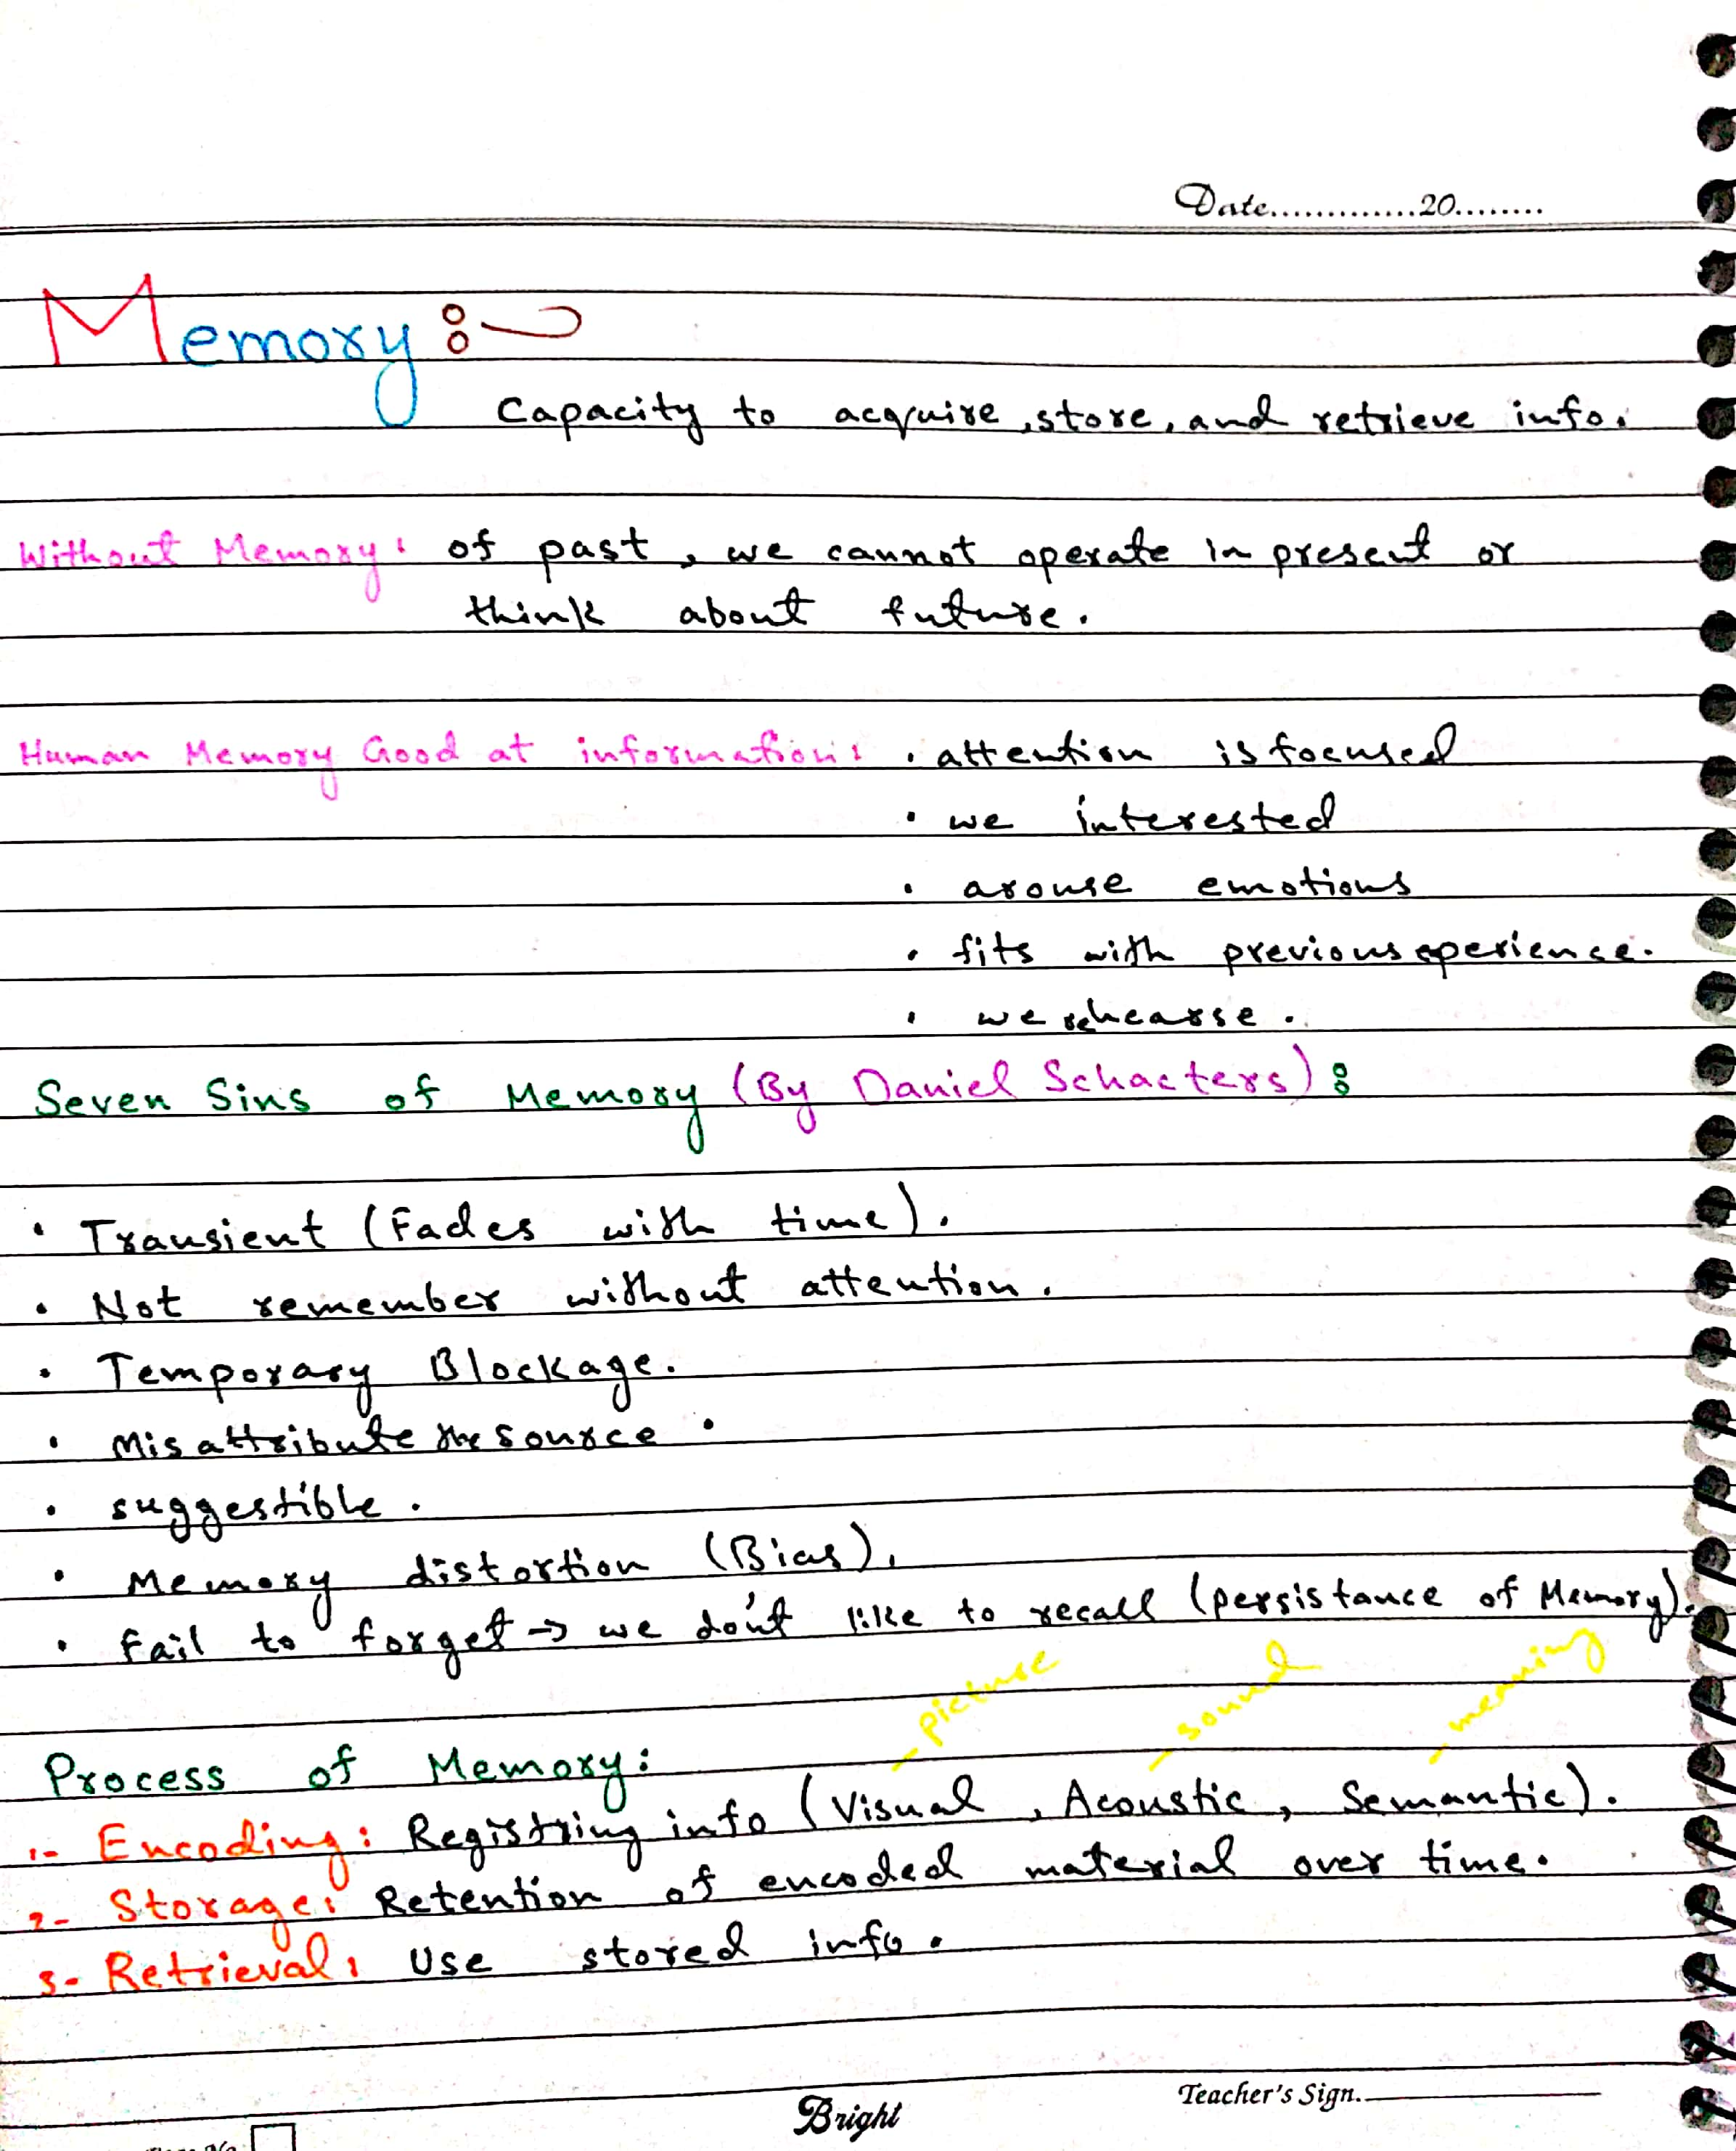 Date..............20........
Memory :-
Capacity to acquire, store, and retrieve info.
Without Memory: of past, we cannot operate in present or
think about future.
Human Memory Good at information: • attention is focused
• we interested
• arouse emotions
• fits with previous eperience.
• we rehearse.
Seven Sins of Memory (By Daniel Schacters):
• Transient (Fades with time).
• Not remember without attention.
• Temporary Blockage.
• Misattribute the source.
• suggestible.
• Memory distortion (Bias).
• Fail to forget → we don't like to recall (persistance of Memory).
- picture - sound - meaning
Process of Memory:
1- Encoding: Registring info (Visual, Acoustic, Semantic).
2- Storage: Retention of encoded material over time.
3- Retrieval: Use stored info.
Teacher's Sign.
Bright